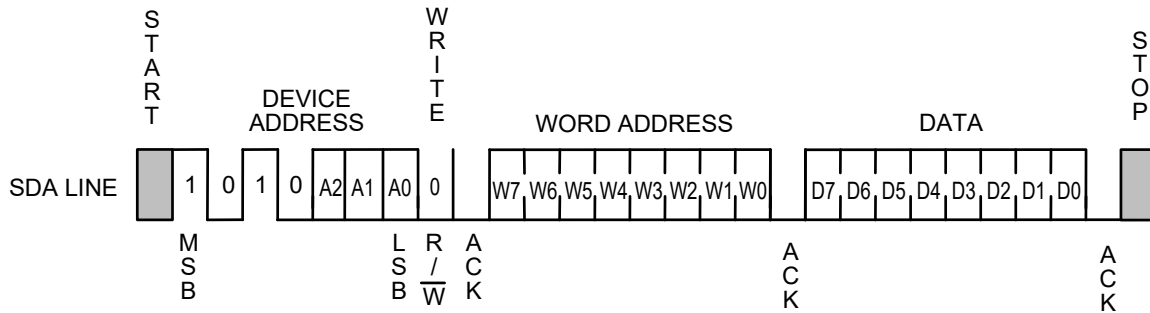 START
WRITE
STOP
DEVICE
ADDRESS
WORD ADDRESS
DATA
SDA LINE
1 0 1 0 A2 A1 A0 0 W7 W6 W5 W4 W3 W2 W1 W0 D7 D6 D5 D4 D3 D2 D1 D0
MSB
LSB
R/W̅
ACK
ACK
ACK